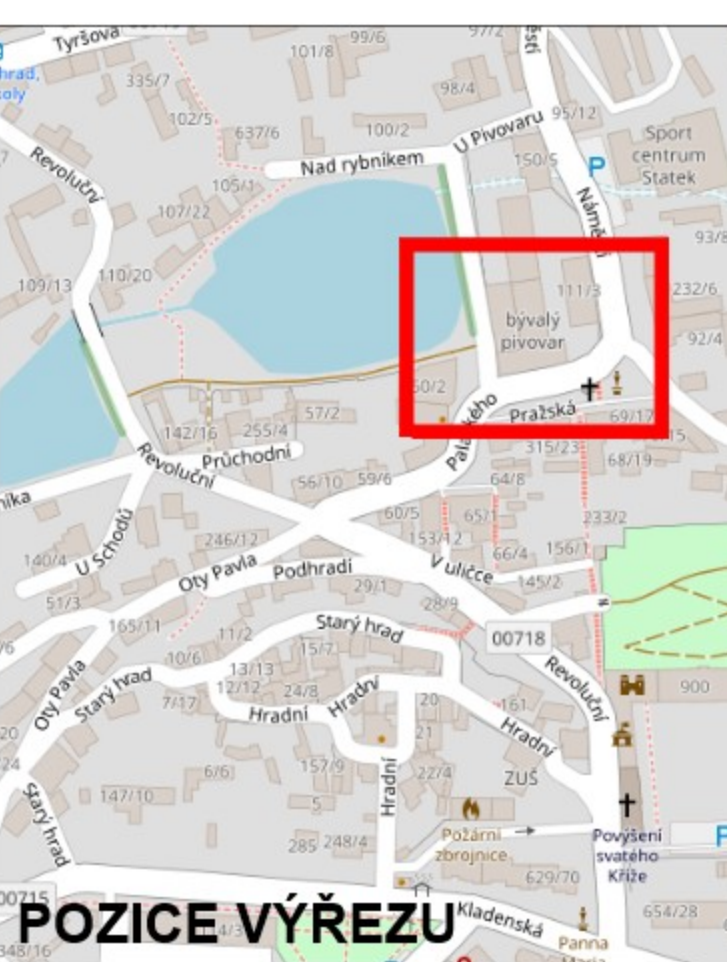 Tyršova
101/8
99/6
97/2
ěstí
hrad,
oly
335/7
102/5
637/6
98/4
100/2
U Pivovaru
95/12
Sport
centrum
Statek
150/5
P
Revoluční
Nad rybníkem
105/1
107/22
Náměstí
93/8
109/13
110/20
111/3
232/6
bývalý
pivovar
92/4
50/2
57/2
Palackého
Pražská
69/17
142/16
255/4
315/23
68/19
Průchodní
Revoluční
níka
56/10
59/6
64/8
60/5
65/1
233/2
U Schodů
246/12
153/12
66/4
156/1
140/4
Oty Pavla
Podhradí
V uličce
145/2
51/3
29/1
28/9
165/11
11/2
Starý hrad
00718
10/6
15/7
13/13
12/12
24/8
Hradní
Revoluční
Oty Pavla
Starý hrad
7/17
Hradní
20
161
900
Hradní
21
157/9
6/6
22/4
ZUŠ
147/10
5
Hradní
Starý hrad
285
248/4
Požární
zbrojnice
Povýšení
svatého
Kříže
629/70
00715
POZICE VÝŘEZU
Kladenská
654/28
Panna
348/16